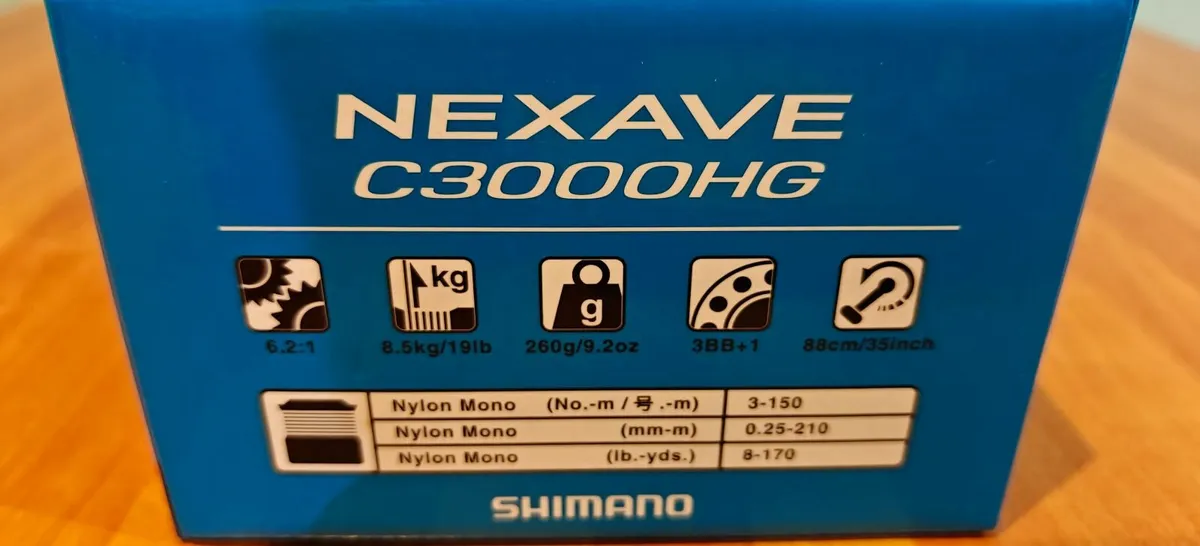 NEXAVE
C3000HG
kg
g
6.2:1 8.5kg/19lb 260g/9.2oz 3BB+1 88cm/35inch
Nylon Mono (No.-m / 号.-m) 3-150
Nylon Mono (mm-m) 0.25-210
Nylon Mono (lb.-yds.) 8-170
SHIMANO